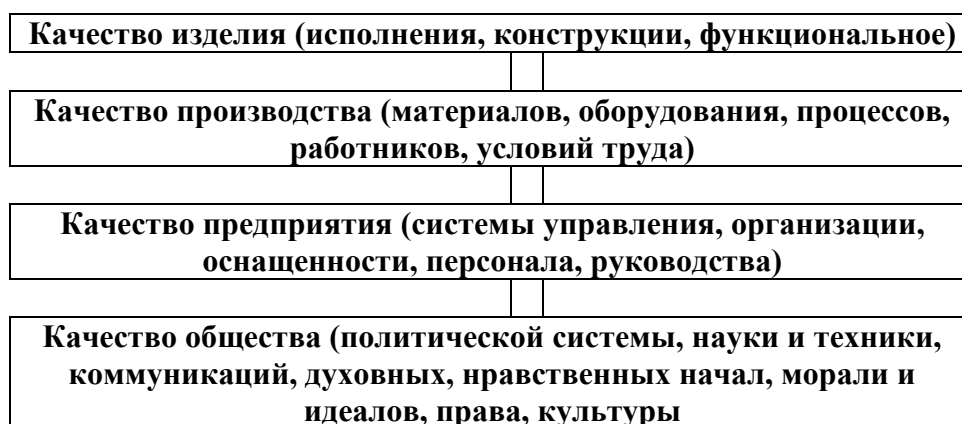 Качество изделия (исполнения, конструкции, функциональное)
Качество производства (материалов, оборудования, процессов,
работников, условий труда)
Качество предприятия (системы управления, организации,
оснащенности, персонала, руководства)
Качество общества (политической системы, науки и техники,
коммуникаций, духовных, нравственных начал, морали и
идеалов, права, культуры